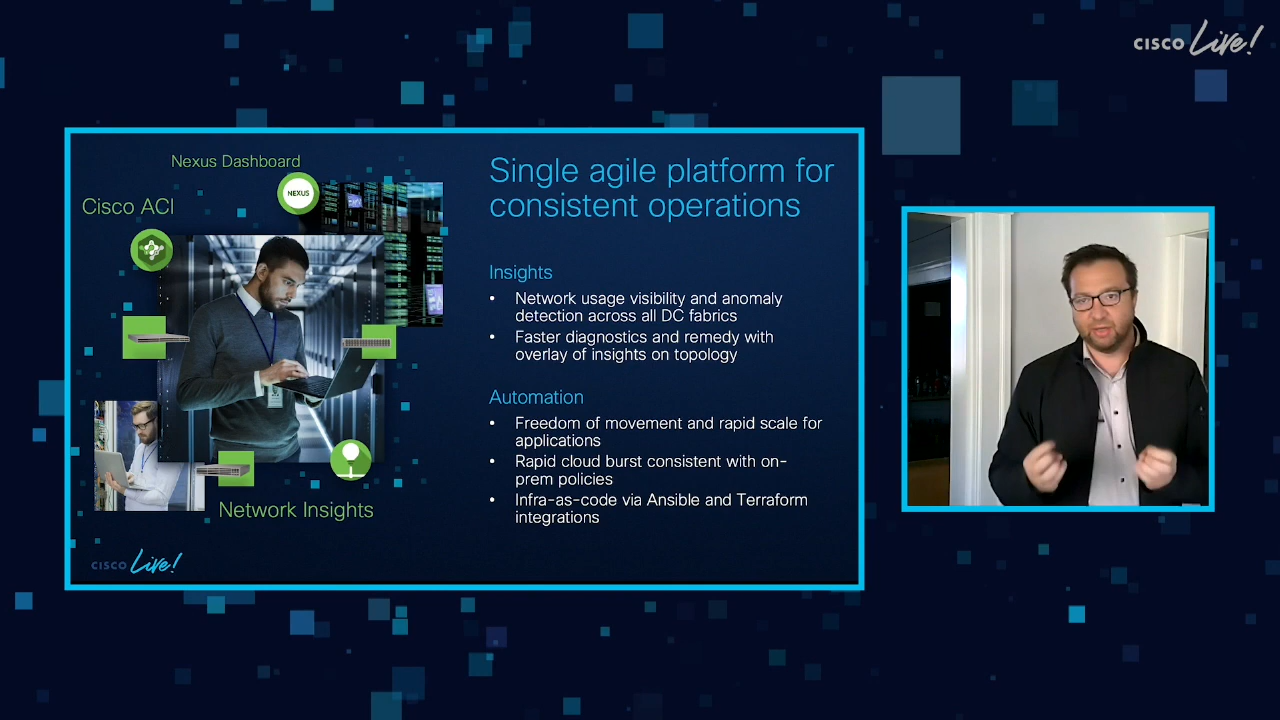 CISCO Live!
Nexus Dashboard
NEXUS
Cisco ACI
Network Insights
CISCO Live!
Single agile platform for
consistent operations
Insights
• Network usage visibility and anomaly
detection across all DC fabrics
• Faster diagnostics and remedy with
overlay of insights on topology
Automation
• Freedom of movement and rapid scale for
applications
• Rapid cloud burst consistent with on-
prem policies
• Infra-as-code via Ansible and Terraform
integrations